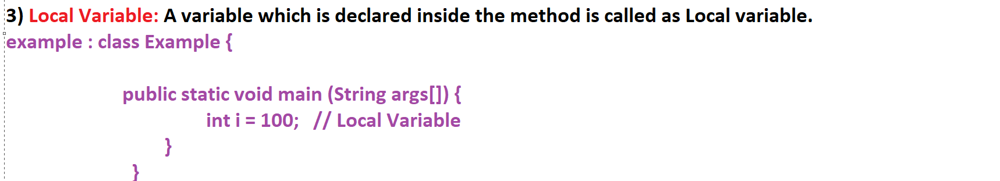 3) Local Variable: A variable which is declared inside the method is called as Local variable.
example : class Example {
public static void main (String args[]) {
int i = 100;   // Local Variable
}
}